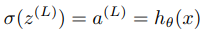 σ(z^{(L)}) = a^{(L)} = h_θ(x)